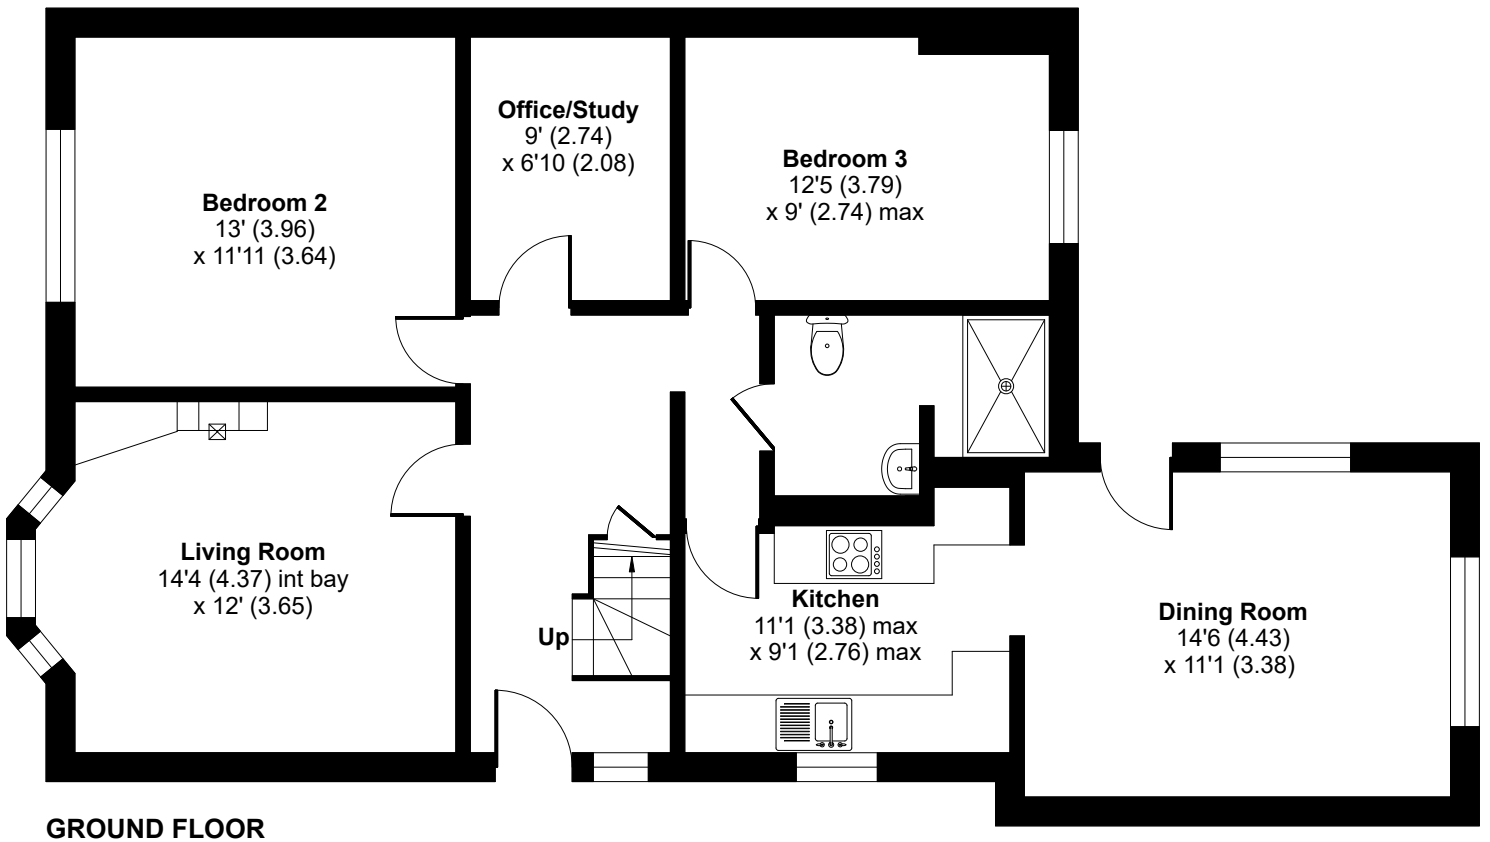 Office/Study
9' (2.74)
x 6'10 (2.08)
Bedroom 3
12'5 (3.79)
x 9' (2.74) max
Bedroom 2
13' (3.96)
x 11'11 (3.64)
Living Room
14'4 (4.37) int bay
x 12' (3.65)
Up
Kitchen
11'1 (3.38) max
x 9'1 (2.76) max
Dining Room
14'6 (4.43)
x 11'1 (3.38)
GROUND FLOOR